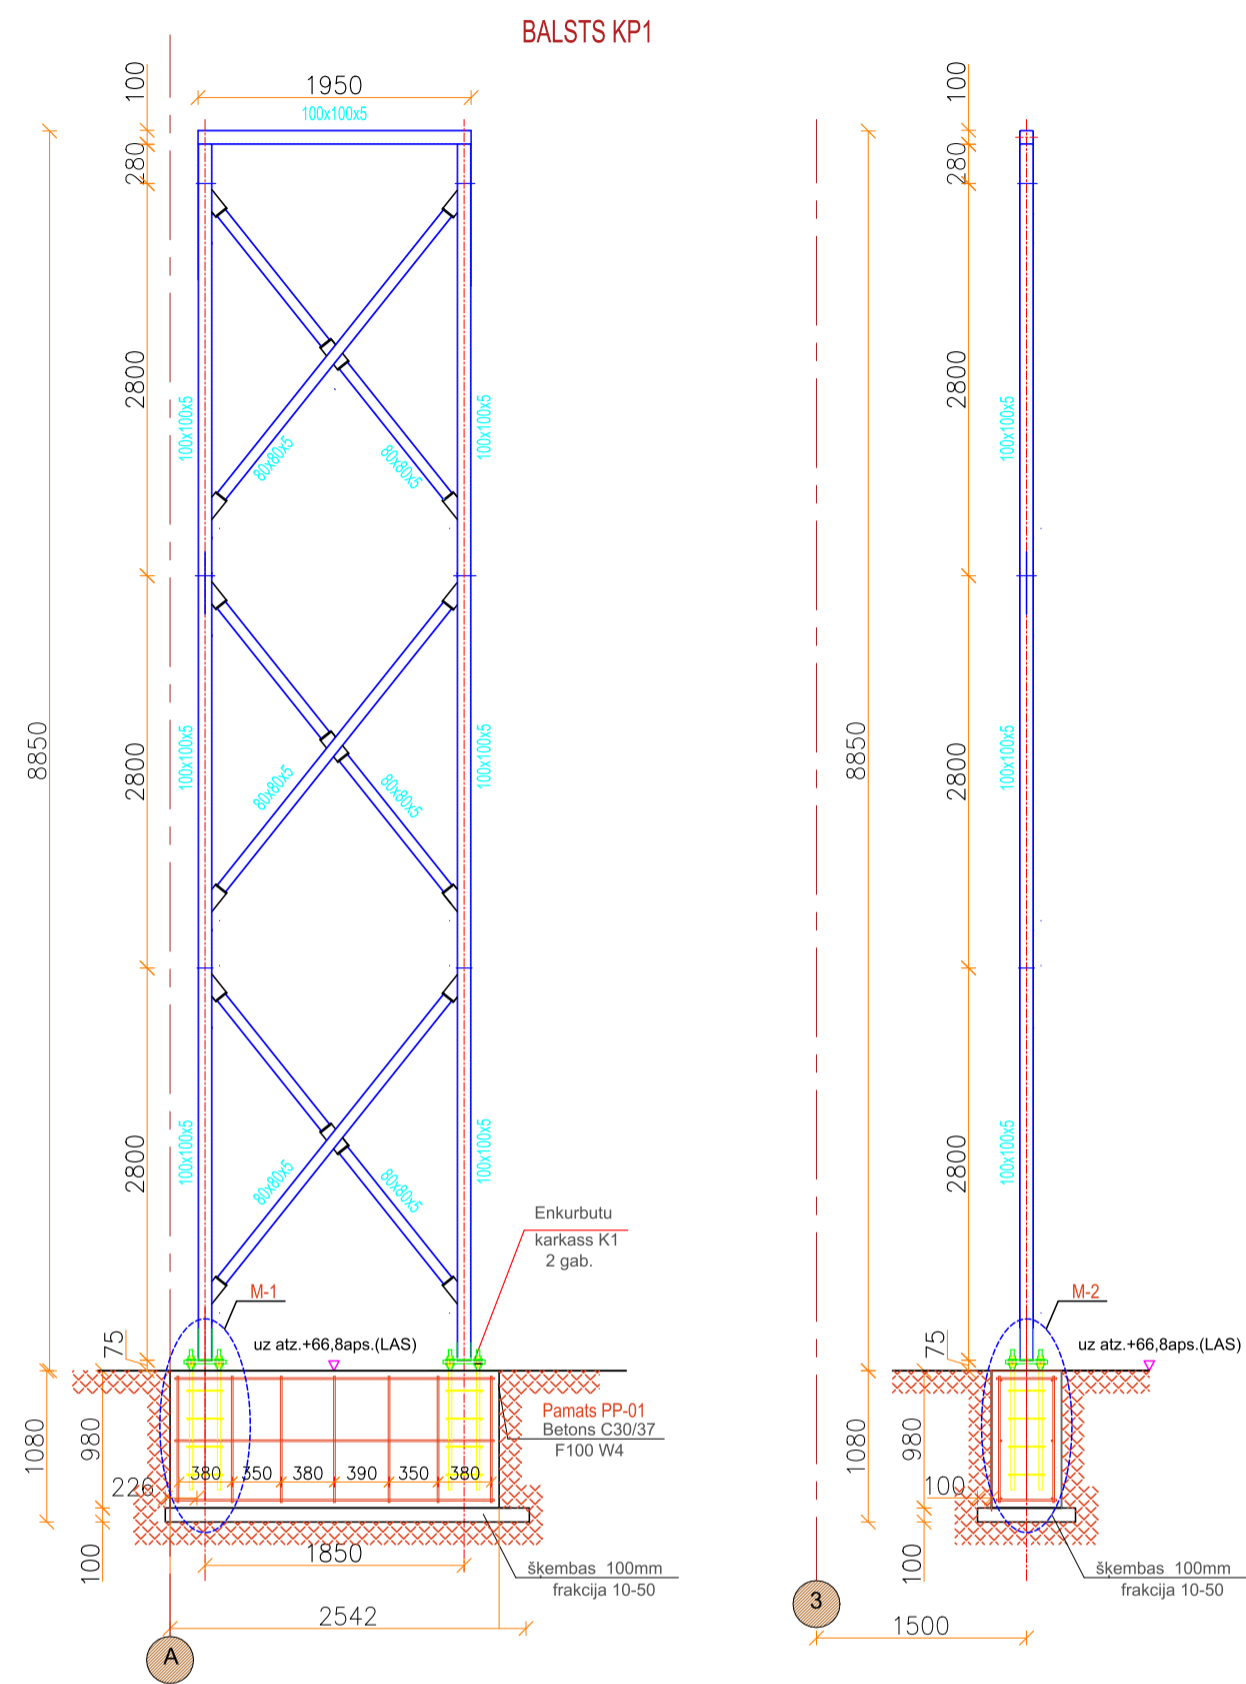 BALSTS KP1
1950
100x100x5
100
280
2800
8850
2800
2800
75
1080
980
226
100
100x100x5
100x100x5
80x80x5
80x80x5
100x100x5
100x100x5
80x80x5
80x80x5
100x100x5
100x100x5
80x80x5
80x80x5
Enkurbutu
karkass K1
2 gab.
M-1
uz atz.+66,8aps.(LAS)
Pamats PP-01
Betons C30/37
F100 W4
380
350
380
390
350
380
1850
škembas 100mm
frakcija 10-50
2542
A
100
280
2800
8850
2800
2800
100x100x5
100x100x5
100x100x5
M-2
75
uz atz.+66,8aps.(LAS)
1080
980
100
100
škembas 100mm
frakcija 10-50
3
1500